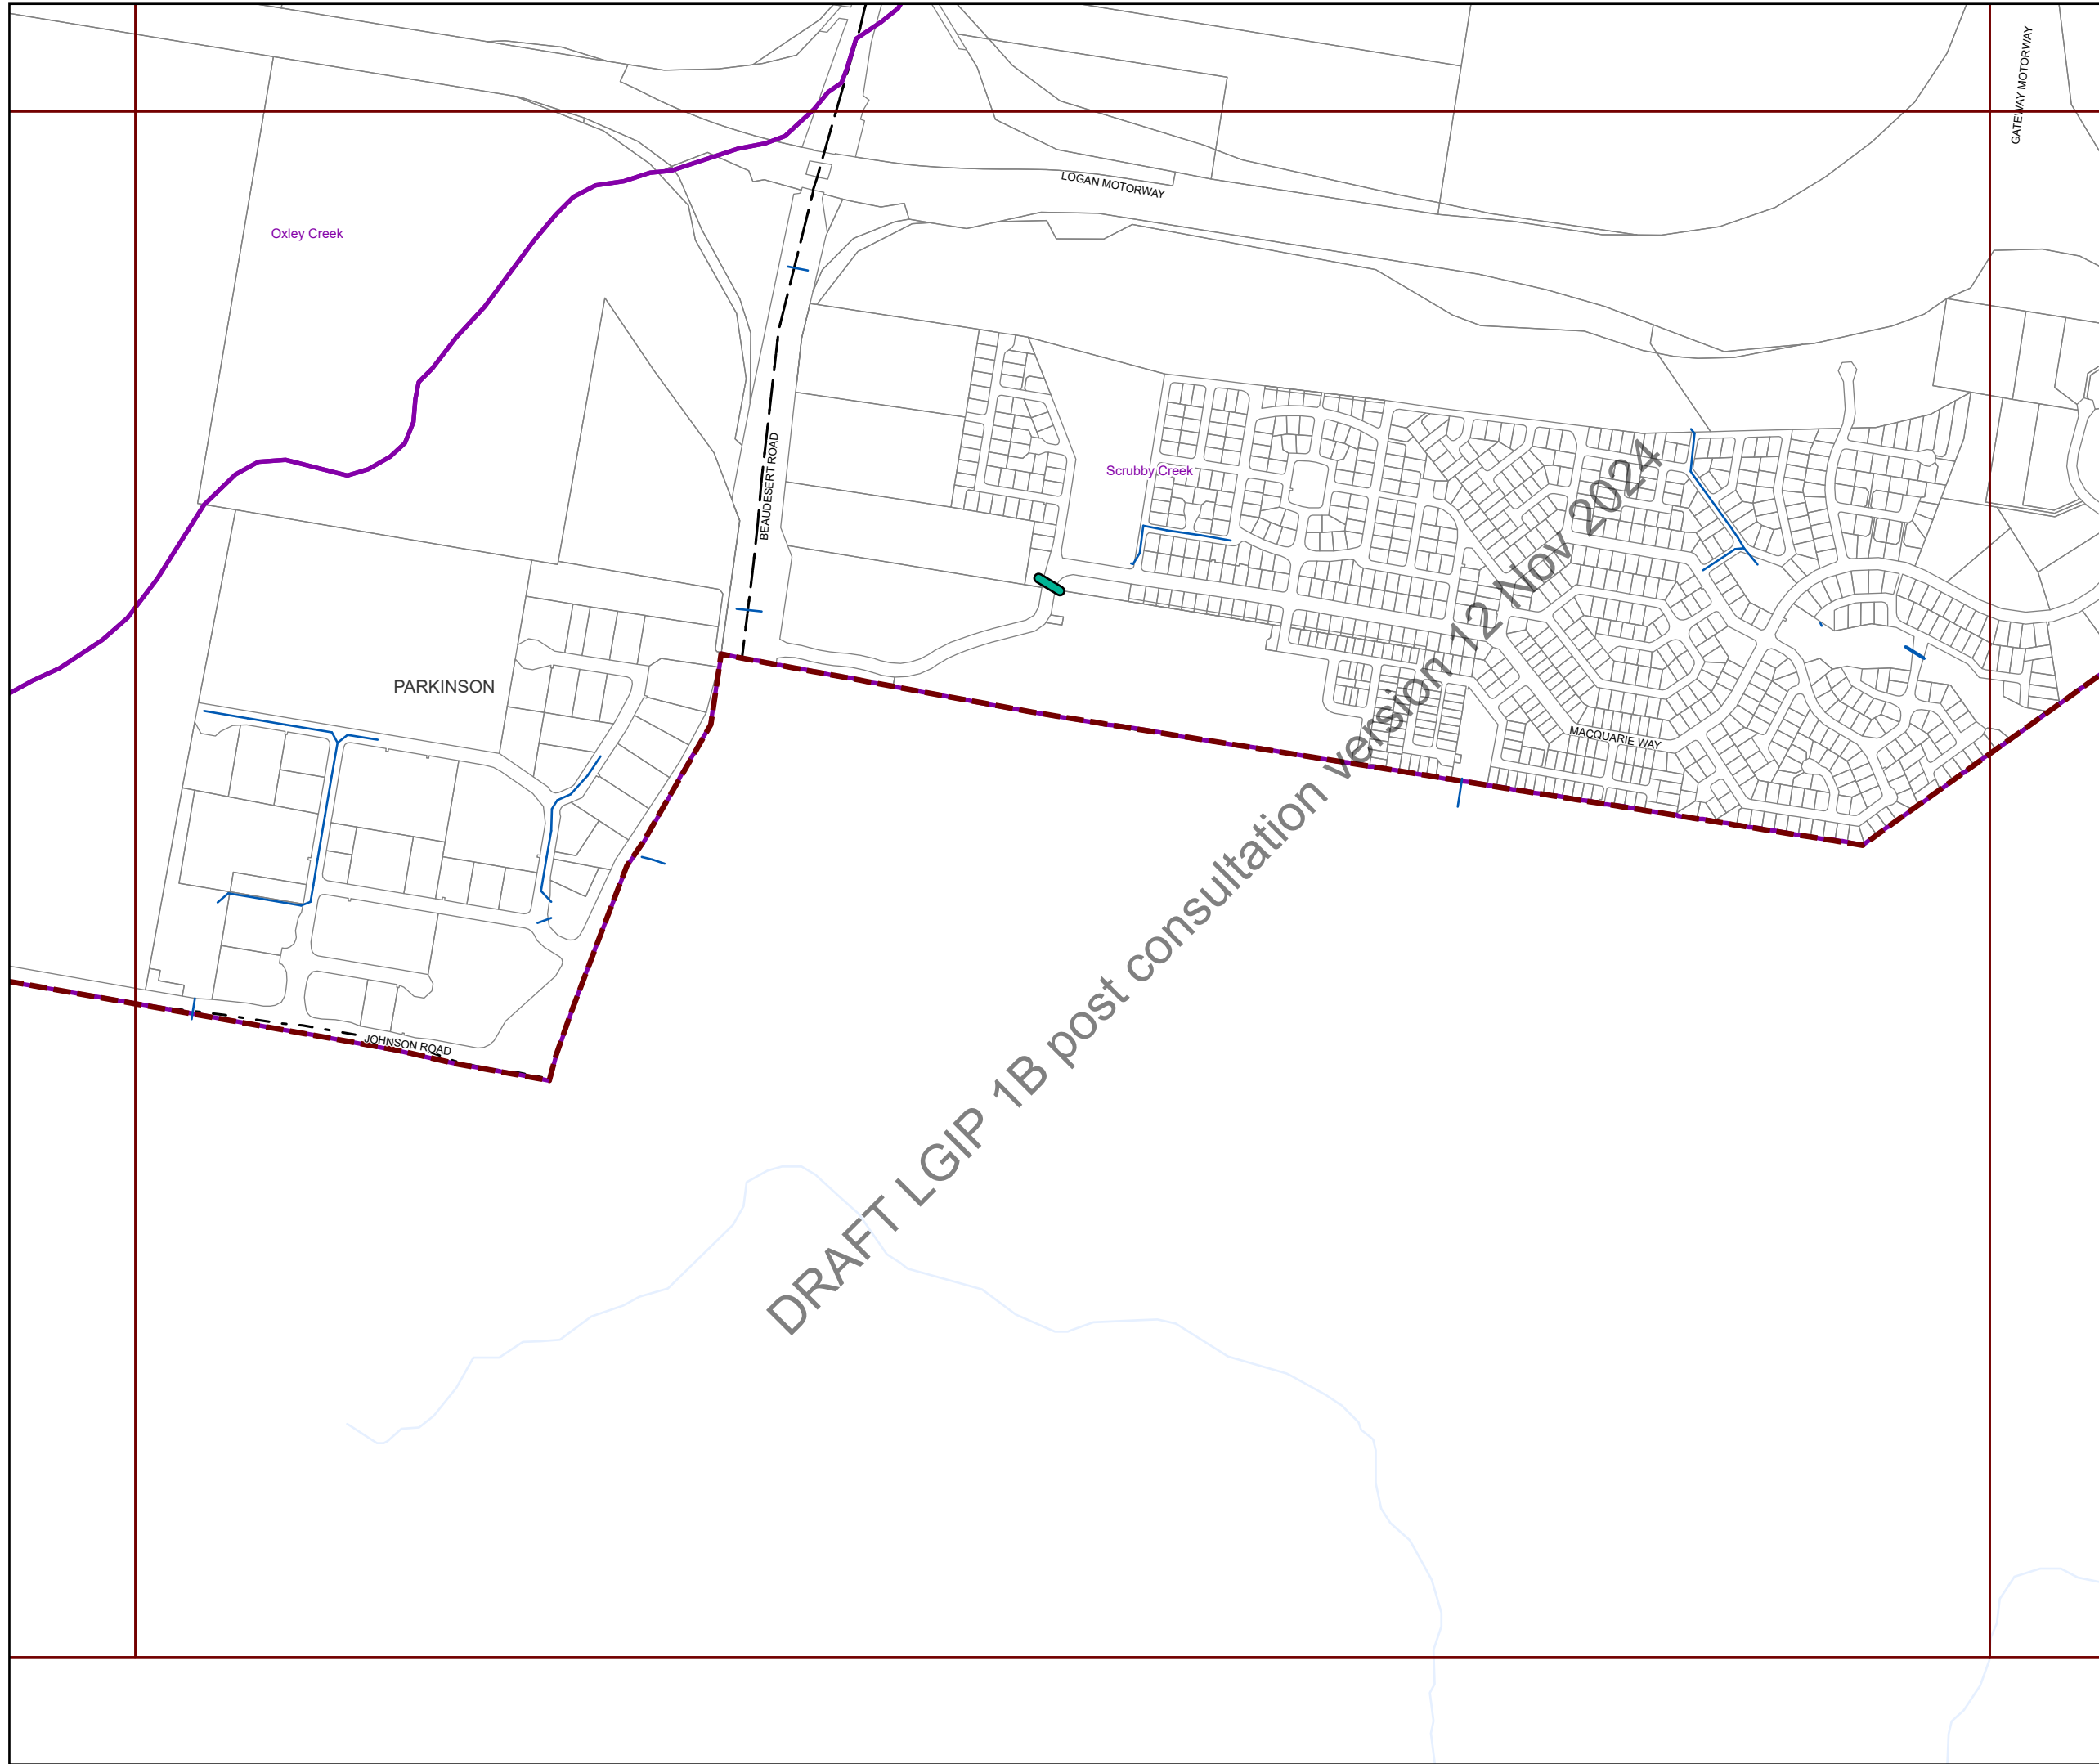 GATEWAY MOTORWAY
LOGAN MOTORWAY
Oxley Creek
BEAUDESERT ROAD
Scrubby Creek
PARKINSON
MACQUARIE WAY
JOHNSON ROAD
DRAFT LGIP 1B post consultation version 12 Nov 2024